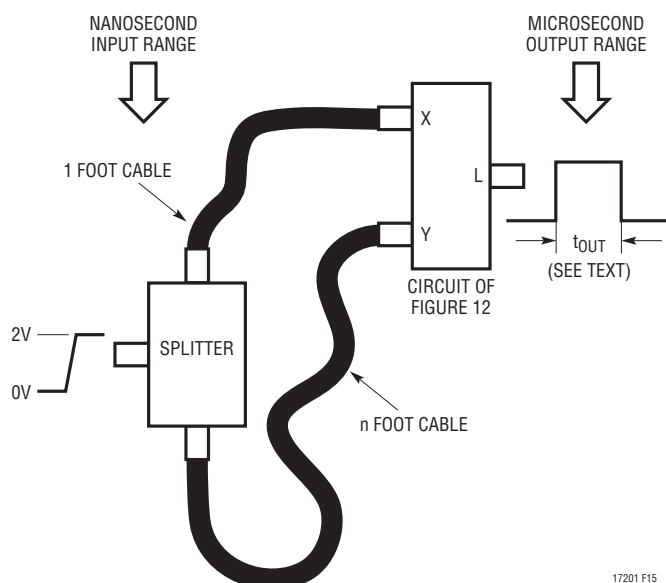 NANOSECOND
INPUT RANGE
MICROSECOND
OUTPUT RANGE
X
1 FOOT CABLE
L
Y
tOUT
(SEE TEXT)
CIRCUIT OF
FIGURE 12
2V
SPLITTER
0V
n FOOT CABLE
17201 F15